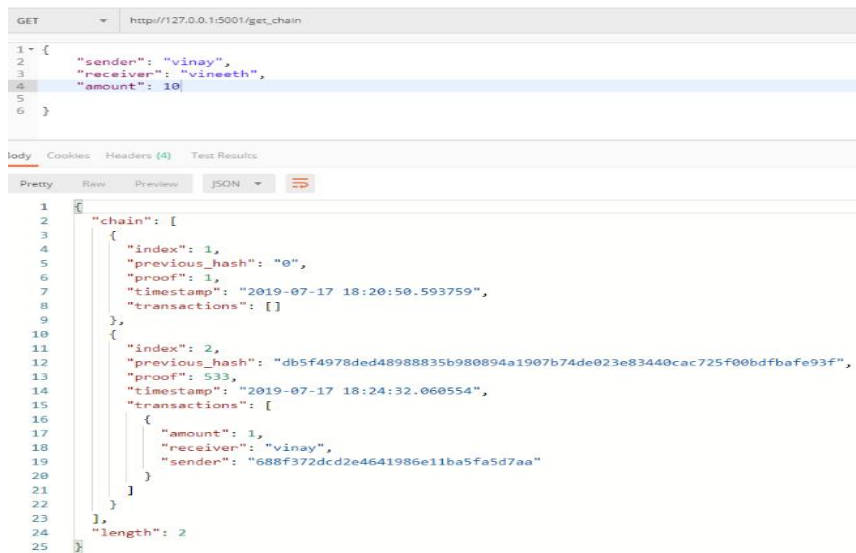 GET http://127.0.0.1:5001/get_chain
1 {
2 "sender": "vinay",
3 "receiver": "vineeth",
4 "amount": 10
5
6 }
Body Cookies Headers (4) Test Results
Pretty Raw Preview JSON
1 {
2 "chain": [
3 {
4 "index": 1,
5 "previous_hash": "0",
6 "proof": 1,
7 "timestamp": "2019-07-17 18:20:50.593759",
8 "transactions": []
9 },
10 {
11 "index": 2,
12 "previous_hash": "db5f4978ded48988835b980894a1907b74de023e83440cac725f00bdfbafe93f",
13 "proof": 533,
14 "timestamp": "2019-07-17 18:24:32.060554",
15 "transactions": [
16 {
17 "amount": 1,
18 "receiver": "vinay",
19 "sender": "688f372dcd2e4641986e11ba5fa5d7aa"
20 }
21 ]
22 }
23 ],
24 "length": 2
25 }